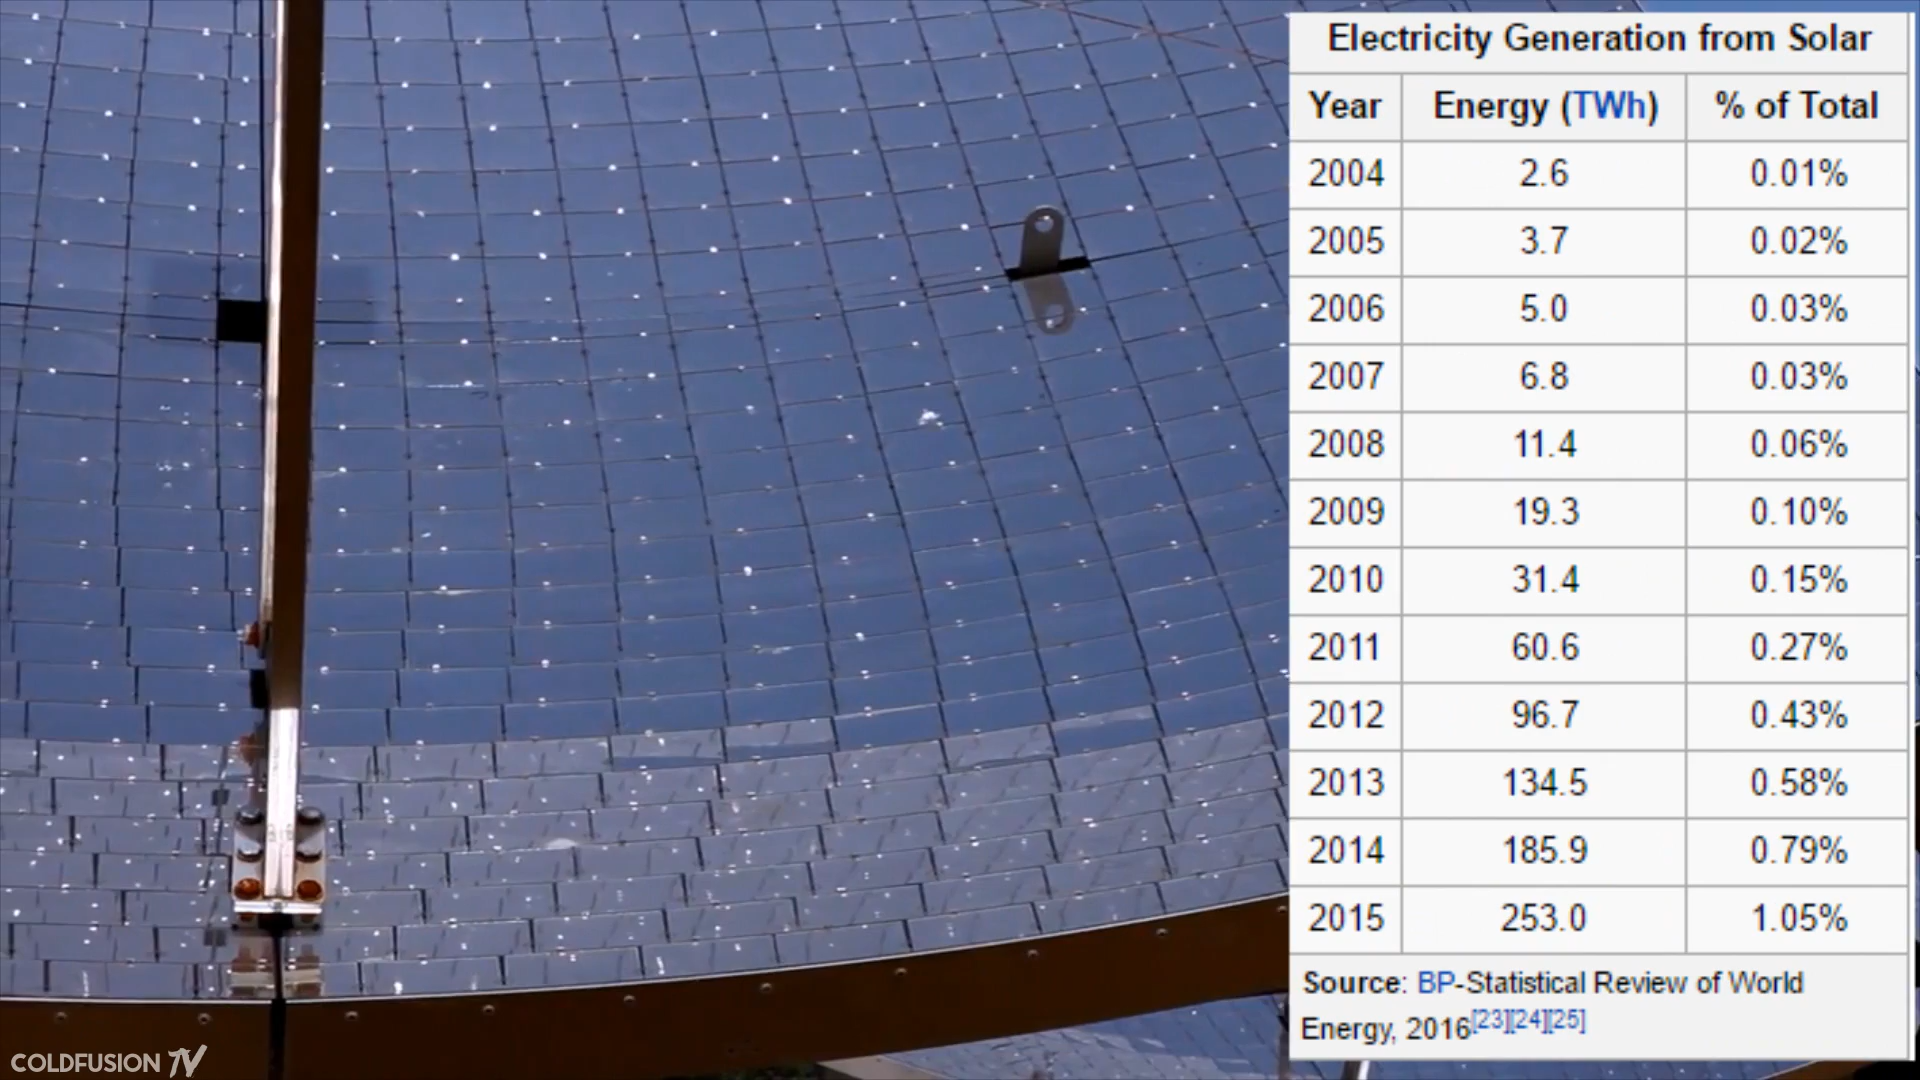 Electricity Generation from Solar
Year Energy (TWh) % of Total
2004 2.6 0.01%
2005 3.7 0.02%
2006 5.0 0.03%
2007 6.8 0.03%
2008 11.4 0.06%
2009 19.3 0.10%
2010 31.4 0.15%
2011 60.6 0.27%
2012 96.7 0.43%
2013 134.5 0.58%
2014 185.9 0.79%
2015 253.0 1.05%
Source: BP-Statistical Review of World
Energy, 2016[23][24][25]
COLDFUSION TV